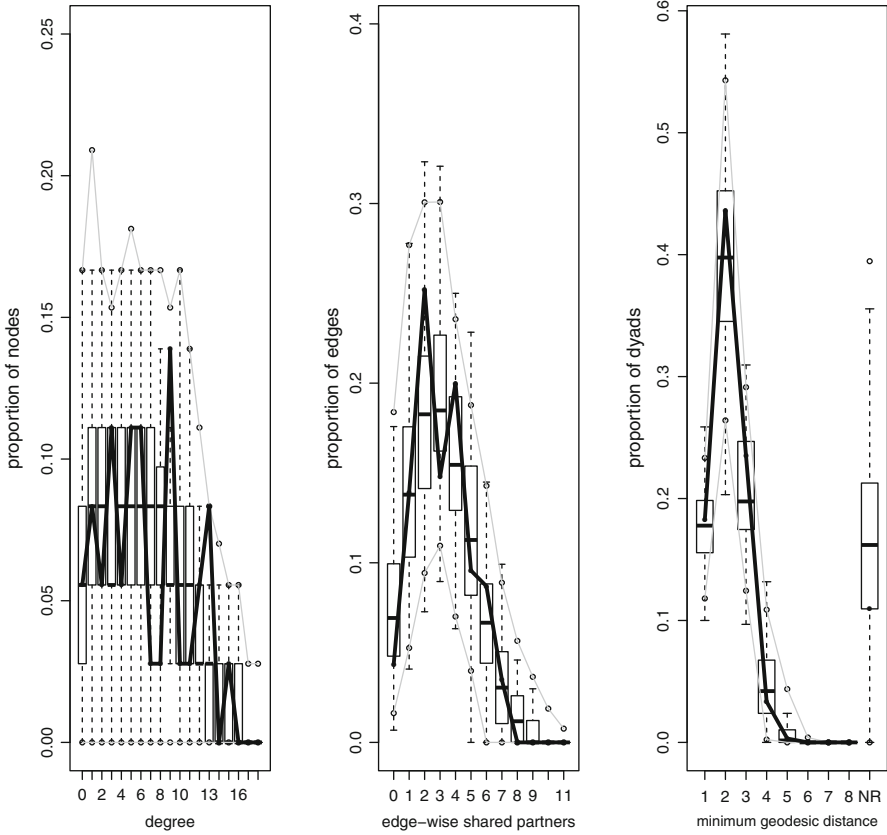 proportion of nodes
0.25
0.20
0.15
0.10
0.05
0.00
0 2 4 6 8 10 13 16
degree
proportion of edges
0.4
0.3
0.2
0.1
0.0
0 1 2 3 4 5 6 7 8 9 11
edge−wise shared partners
proportion of dyads
0.6
0.5
0.4
0.3
0.2
0.1
0.0
1 2 3 4 5 6 7 8 NR
minimum geodesic distance